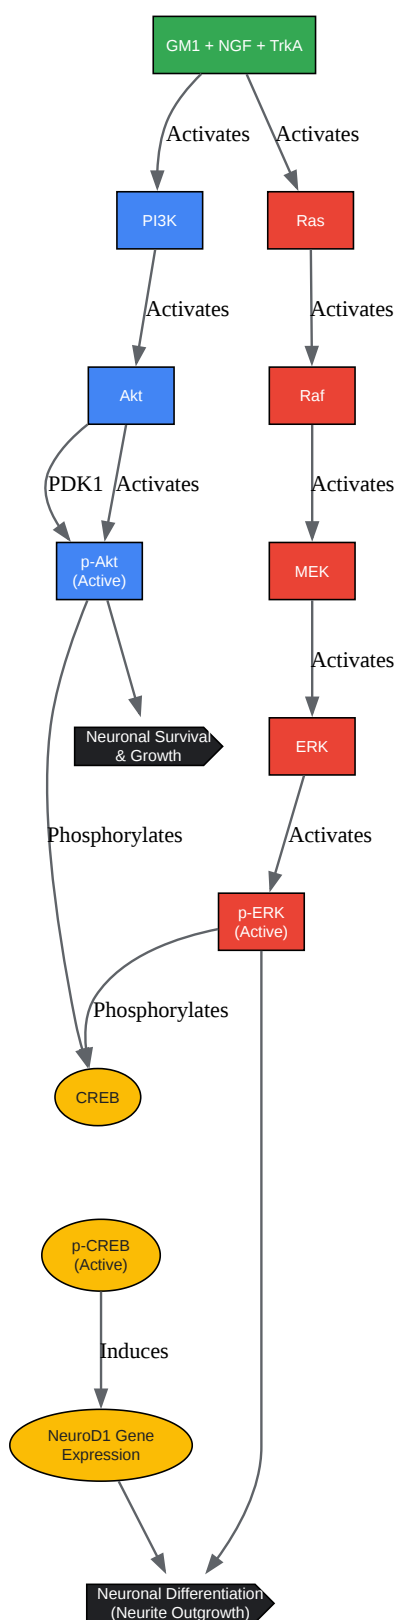 GM1 + NGF + TrkA
Activates
Activates
PI3K
Ras
Activates
Activates
Akt
Raf
PDK1
Activates
Activates
p-Akt
(Active)
MEK
Activates
Neuronal Survival
& Growth
ERK
Phosphorylates
Activates
p-ERK
(Active)
Phosphorylates
CREB
p-CREB
(Active)
Induces
NeuroD1 Gene
Expression
Neuronal Differentiation
(Neurite Outgrowth)